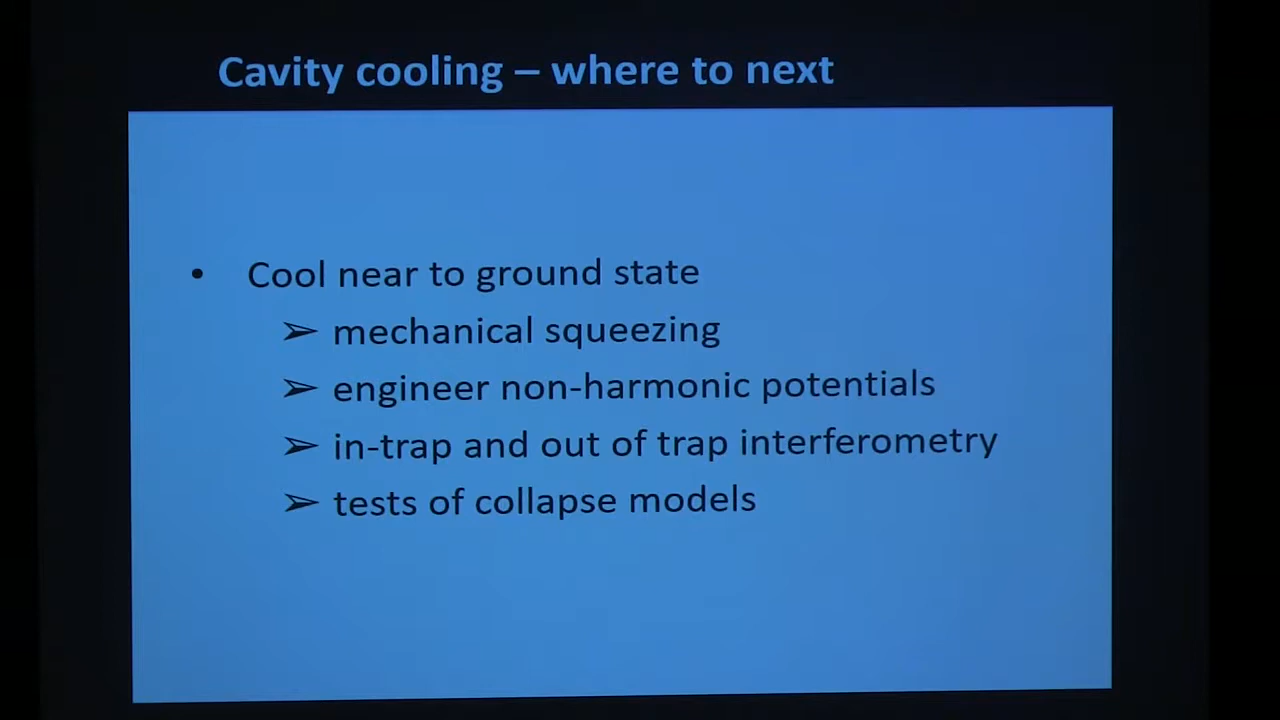 Cavity cooling – where to next
• Cool near to ground state
➢ mechanical squeezing
➢ engineer non-harmonic potentials
➢ in-trap and out of trap interferometry
➢ tests of collapse models